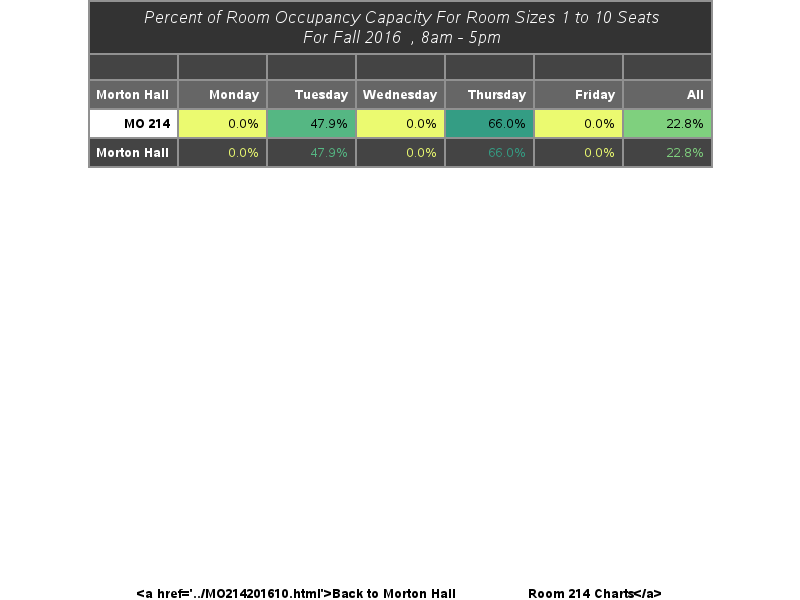 Percent of Room Occupancy Capacity For Room Sizes 1 to 10 Seats
For Fall 2016 , 8am - 5pm
Morton Hall Monday Tuesday Wednesday Thursday Friday All
MO 214 0.0% 47.9% 0.0% 66.0% 0.0% 22.8%
Morton Hall 0.0% 47.9% 0.0% 66.0% 0.0% 22.8%
<a href='../MO214201610.html'>Back to Morton Hall Room 214 Charts</a>